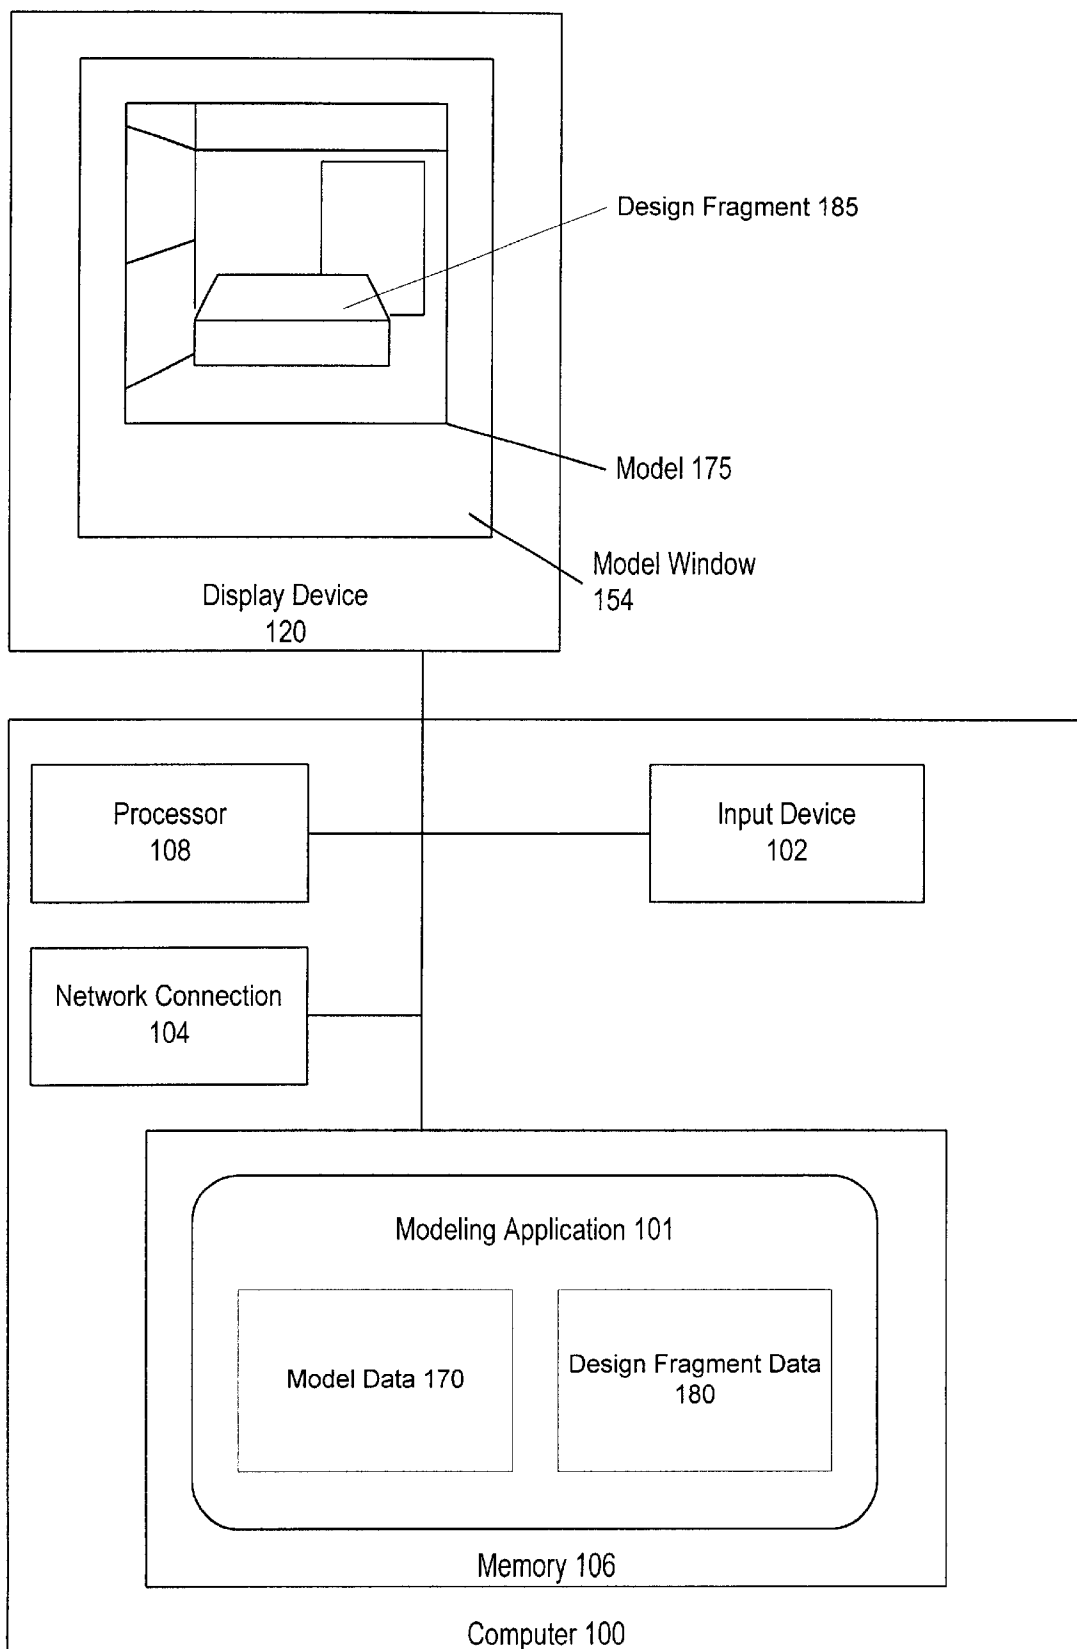 Design Fragment 185
Model 175
Model Window
154
Display Device
120
Processor
108
Input Device
102
Network Connection
104
Modeling Application 101
Model Data 170
Design Fragment Data
180
Memory 106
Computer 100